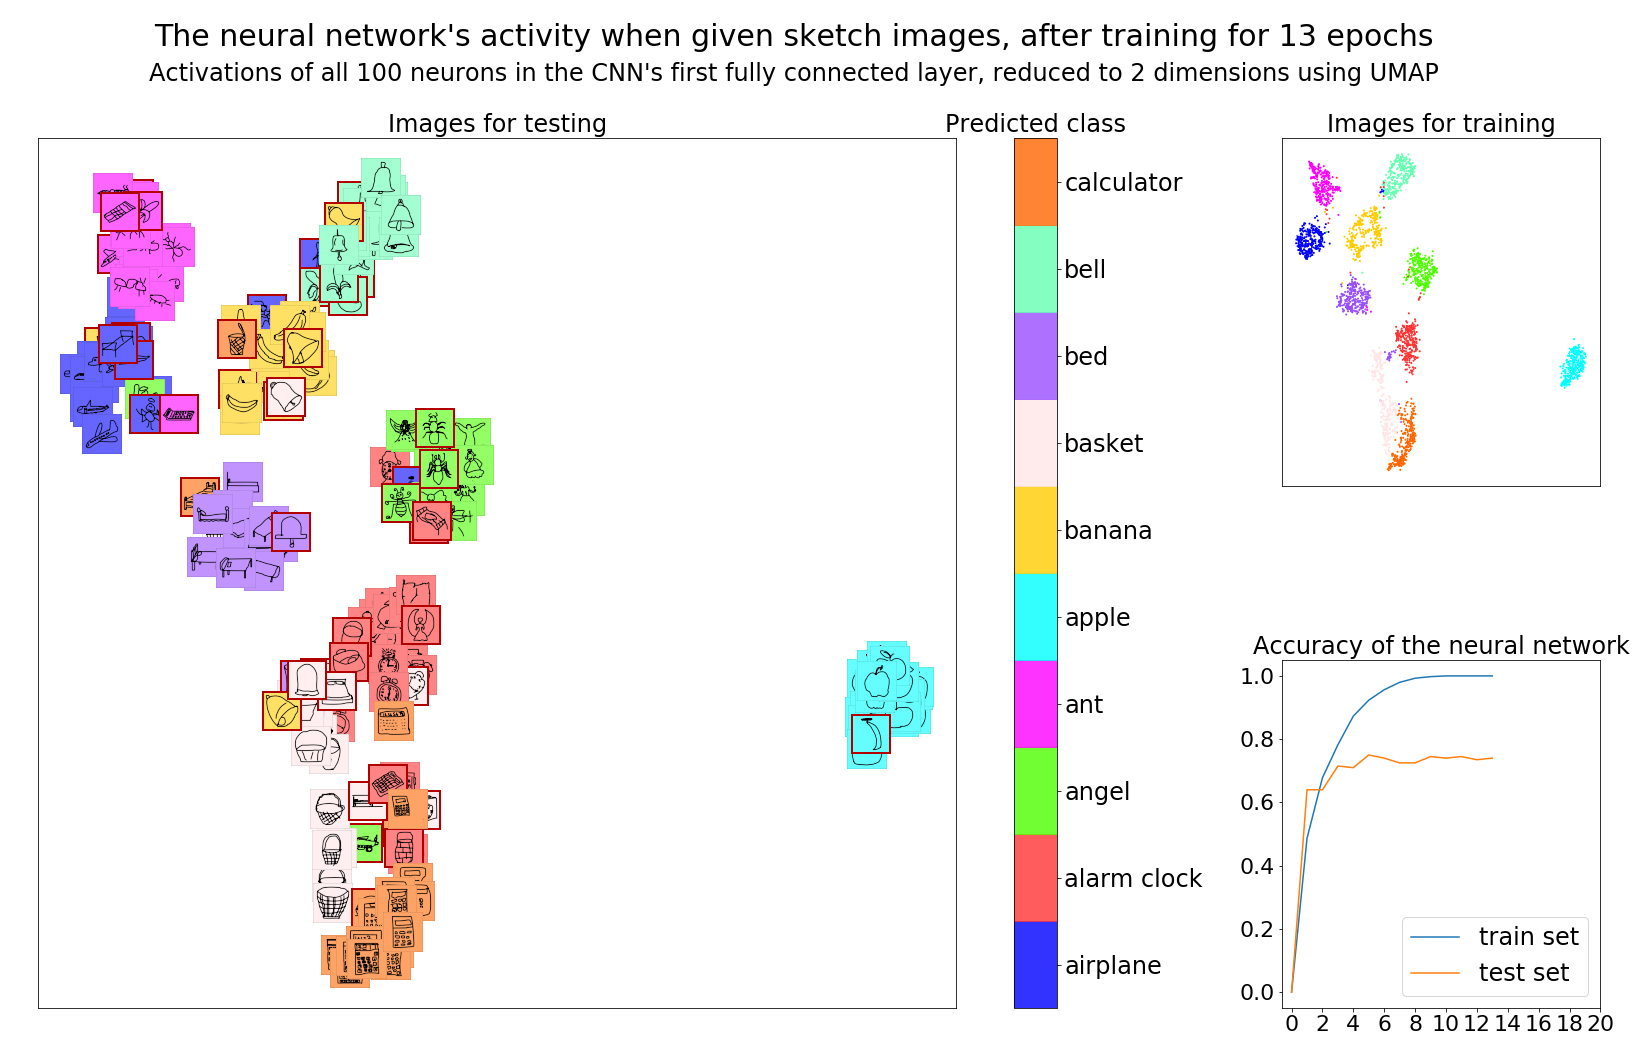 The neural network's activity when given sketch images, after training for 13 epochs
Activations of all 100 neurons in the CNN's first fully connected layer, reduced to 2 dimensions using UMAP
Images for testing
Predicted class
calculator
bell
bed
basket
banana
apple
ant
angel
alarm clock
airplane
Images for training
Accuracy of the neural network
1.0
0.8
0.6
0.4
0.2
0.0
train set
test set
0 2 4 6 8 10 12 14 16 18 20